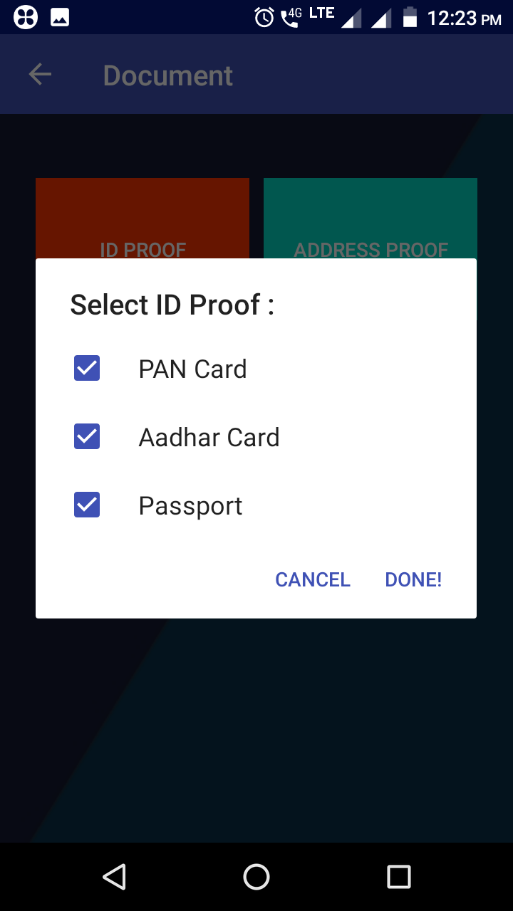 4G LTE 12:23 PM
Document
ID PROOF
ADDRESS PROOF
Select ID Proof :
PAN Card
Aadhar Card
Passport
CANCEL DONE!